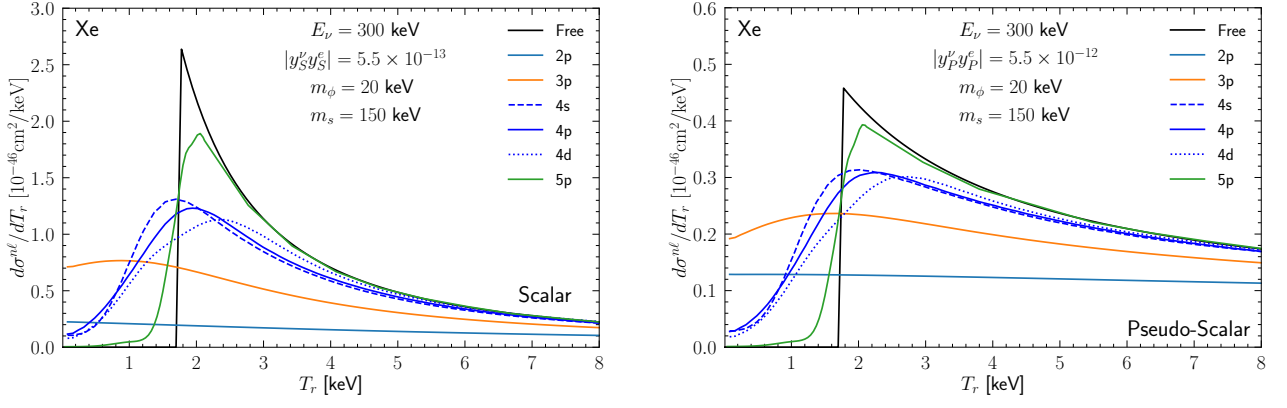 Xe
E_ν = 300 keV
|y_S^ν y_S^e| = 5.5 × 10^−13
m_ϕ = 20 keV
m_s = 150 keV
Free
2p
3p
4s
4p
4d
5p
Scalar
dσ^{nℓ}/dT_r [10^−46 cm^2/keV]
0.0
0.5
1.0
1.5
2.0
2.5
3.0
1 2 3 4 5 6 7 8
T_r [keV]
Xe
E_ν = 300 keV
|y_P^ν y_P^e| = 5.5 × 10^−12
m_ϕ = 20 keV
m_s = 150 keV
Free
2p
3p
4s
4p
4d
5p
Pseudo-Scalar
dσ^{nℓ}/dT_r [10^−46 cm^2/keV]
0.0
0.1
0.2
0.3
0.4
0.5
0.6
1 2 3 4 5 6 7 8
T_r [keV]